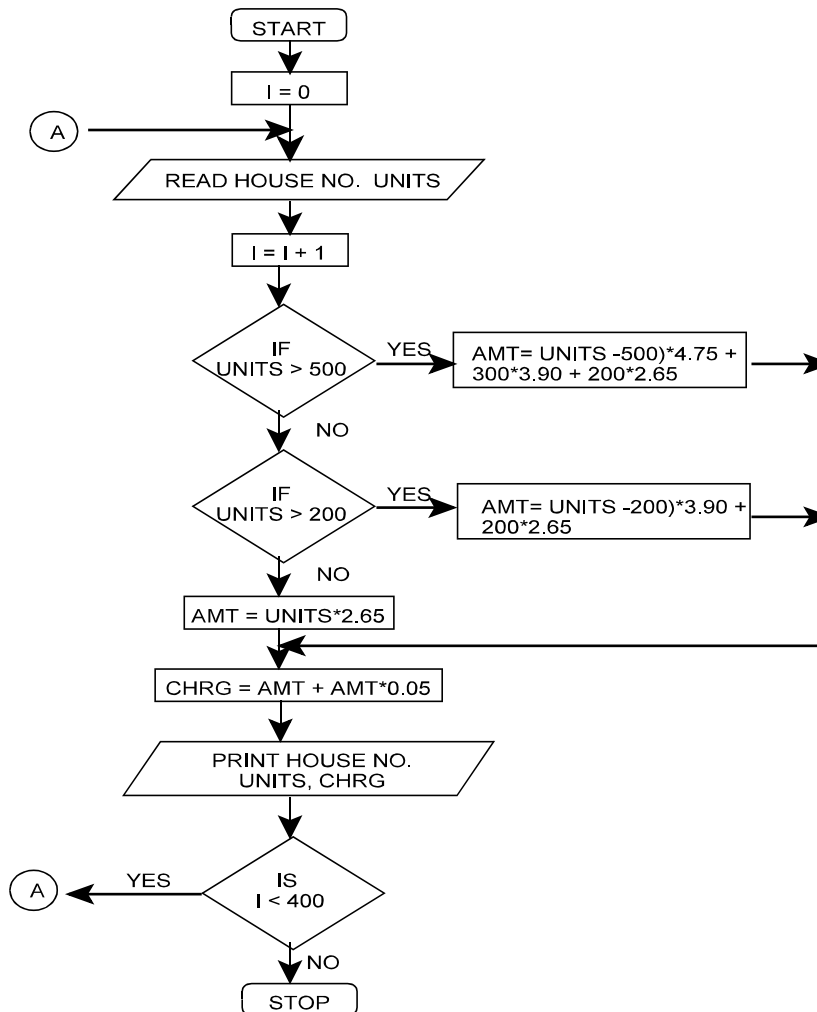 START
I = 0
A
READ HOUSE NO. UNITS
I = I + 1
IF
UNITS > 500
YES
AMT= UNITS -500)*4.75 +
300*3.90 + 200*2.65
NO
IF
UNITS > 200
YES
AMT= UNITS -200)*3.90 +
200*2.65
NO
AMT = UNITS*2.65
CHRG = AMT + AMT*0.05
PRINT HOUSE NO.
UNITS, CHRG
IS
I < 400
YES
A
NO
STOP